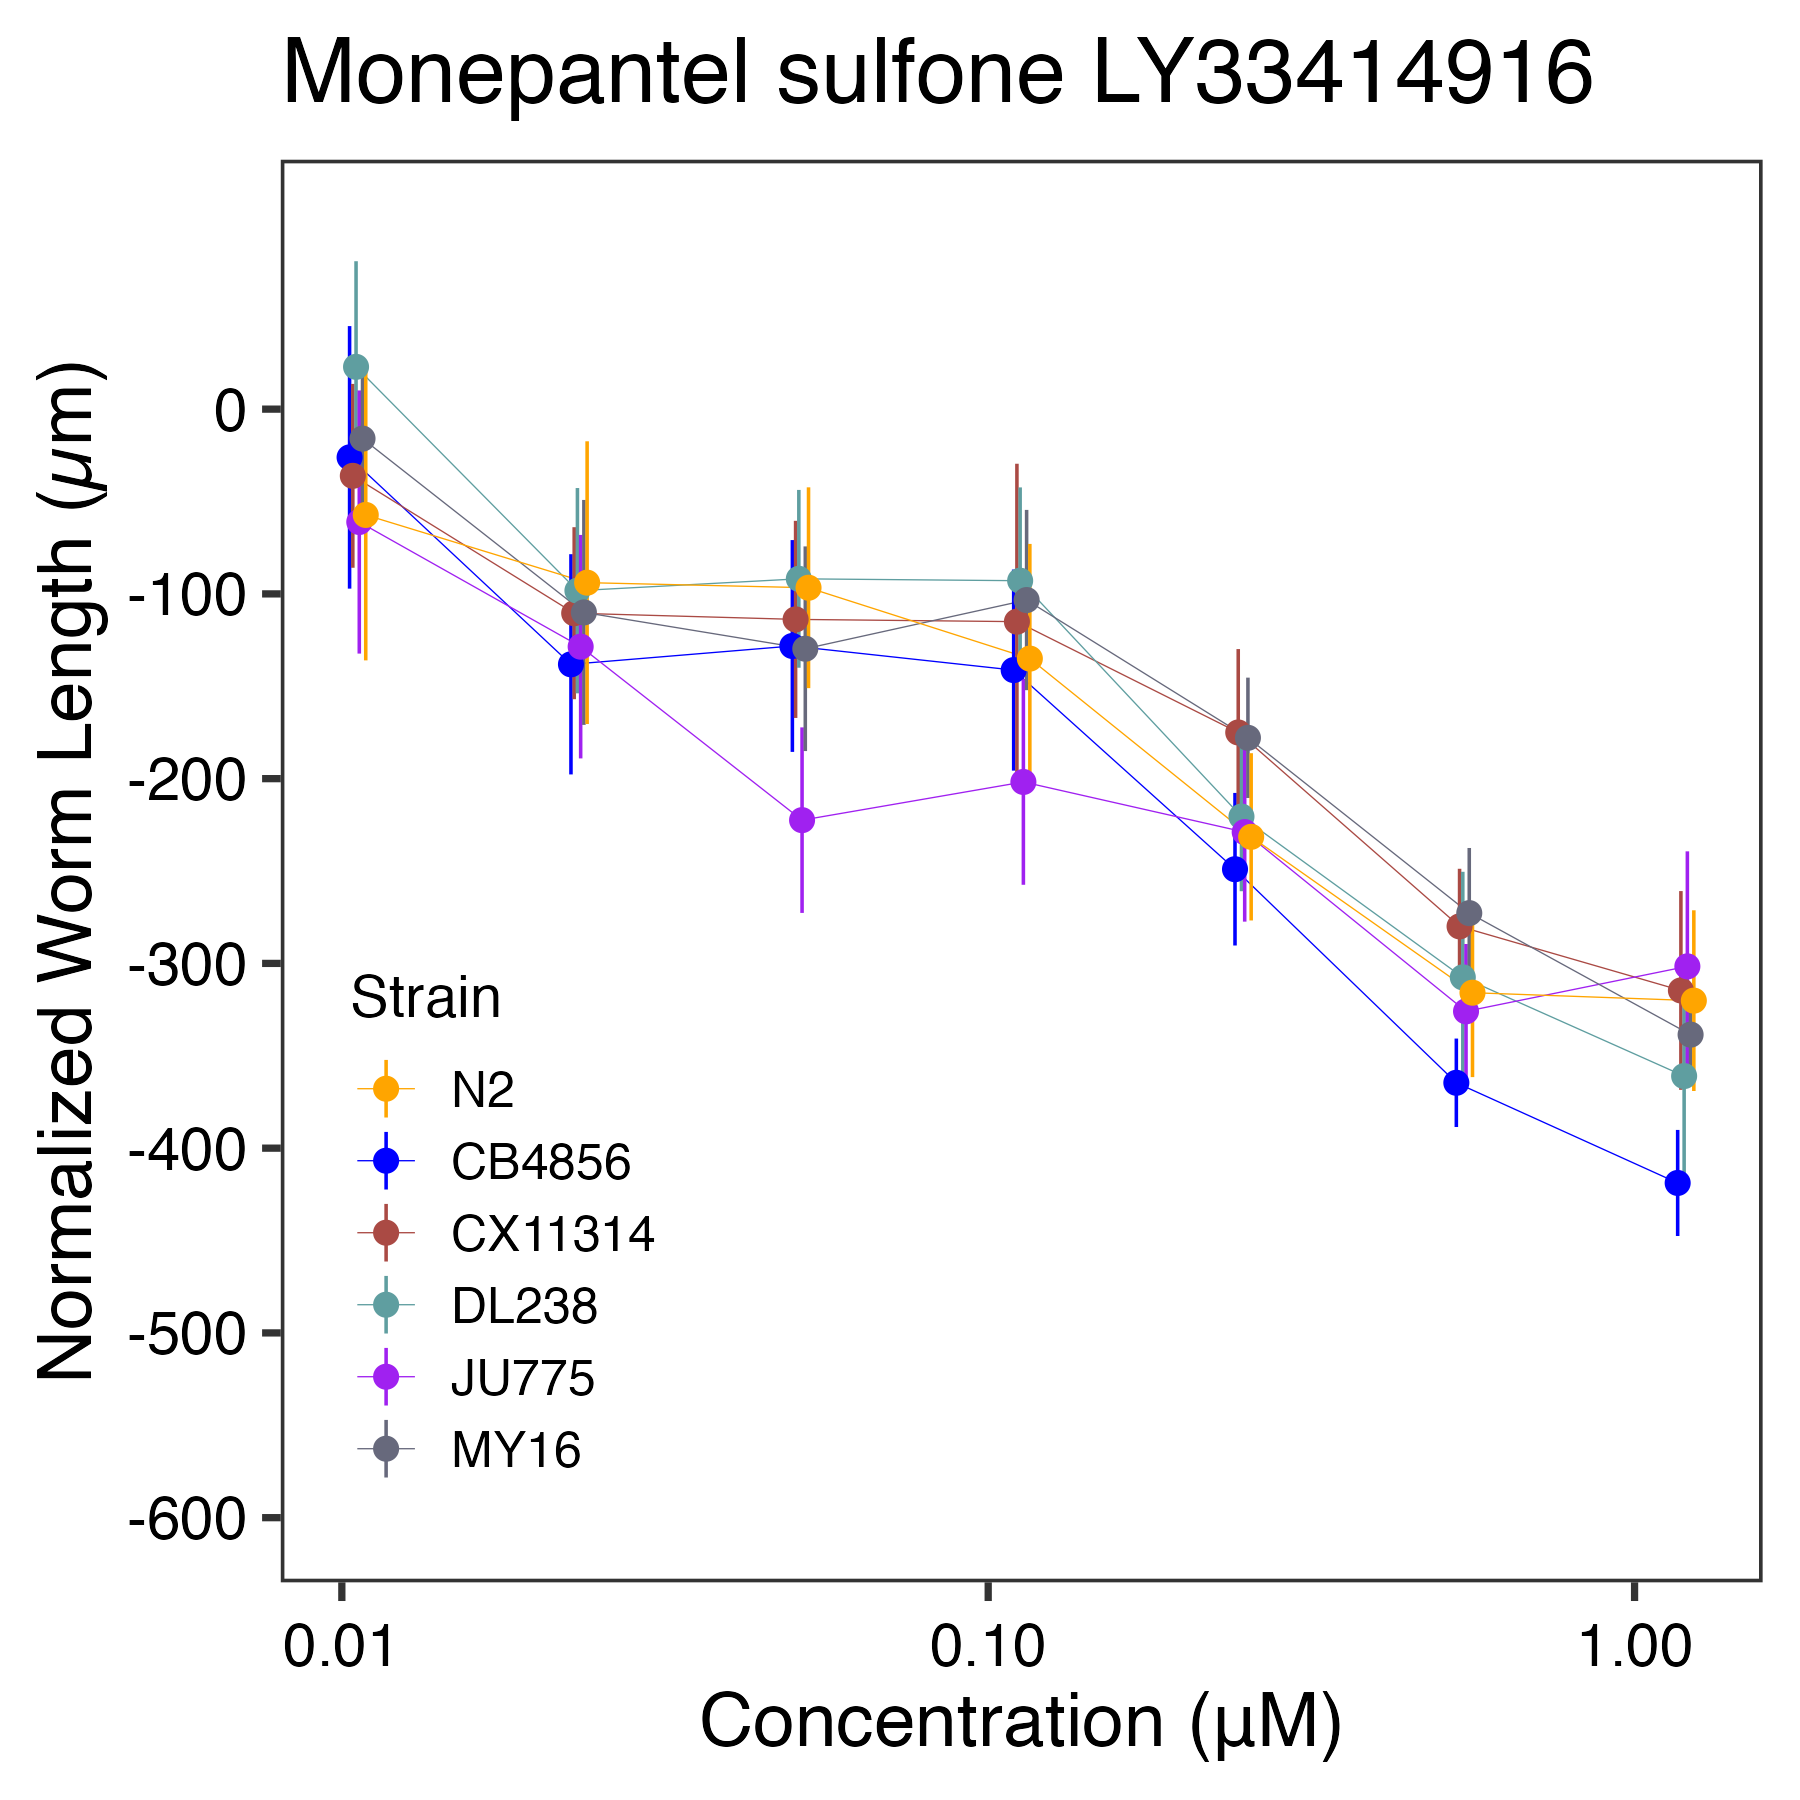 Monepantel sulfone LY33414916
Normalized Worm Length (µm)
0
-100
-200
-300
-400
-500
-600
Strain
N2
CB4856
CX11314
DL238
JU775
MY16
0.01 0.10 1.00
Concentration (µM)